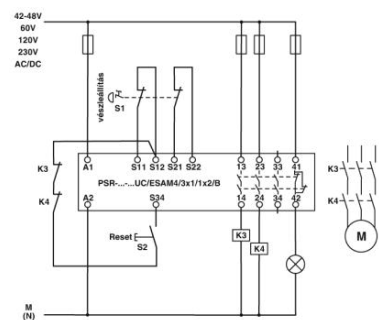 42-48V
60V
120V
230V
AC/DC
vészleállítás
S1
K3
K4
A1 S11 S12 S21 S22 13 23 33 41
PSR-...-...UC/ESAM4/3x1/1x2/B
A2 S34 14 24 34 42
Reset
S2
K3
K4
K3
K4
M
M
(N)